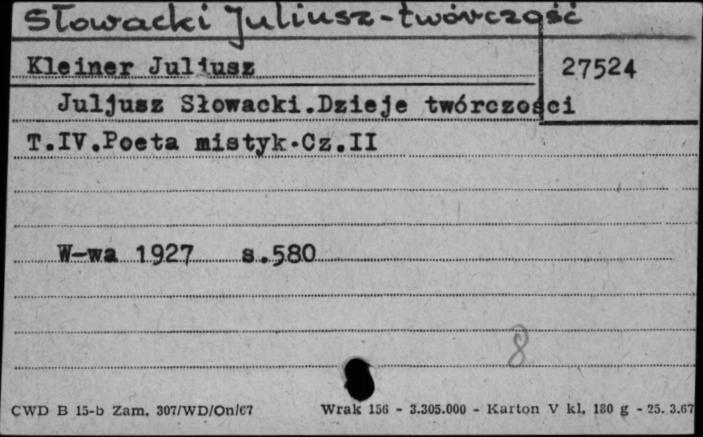 Słowacki Juliusz-twórczość
Kleiner Juliusz
27524
Juljusz Słowacki.Dzieje twórczości
T.IV.Poeta mistyk.Cz.II
W-wa 1927 s.580
8
CWD B 15-b Zam. 307/WD/On/67 Wrak 156 - 3.305.000 - Karton V kl. 180 g - 25. 3.67